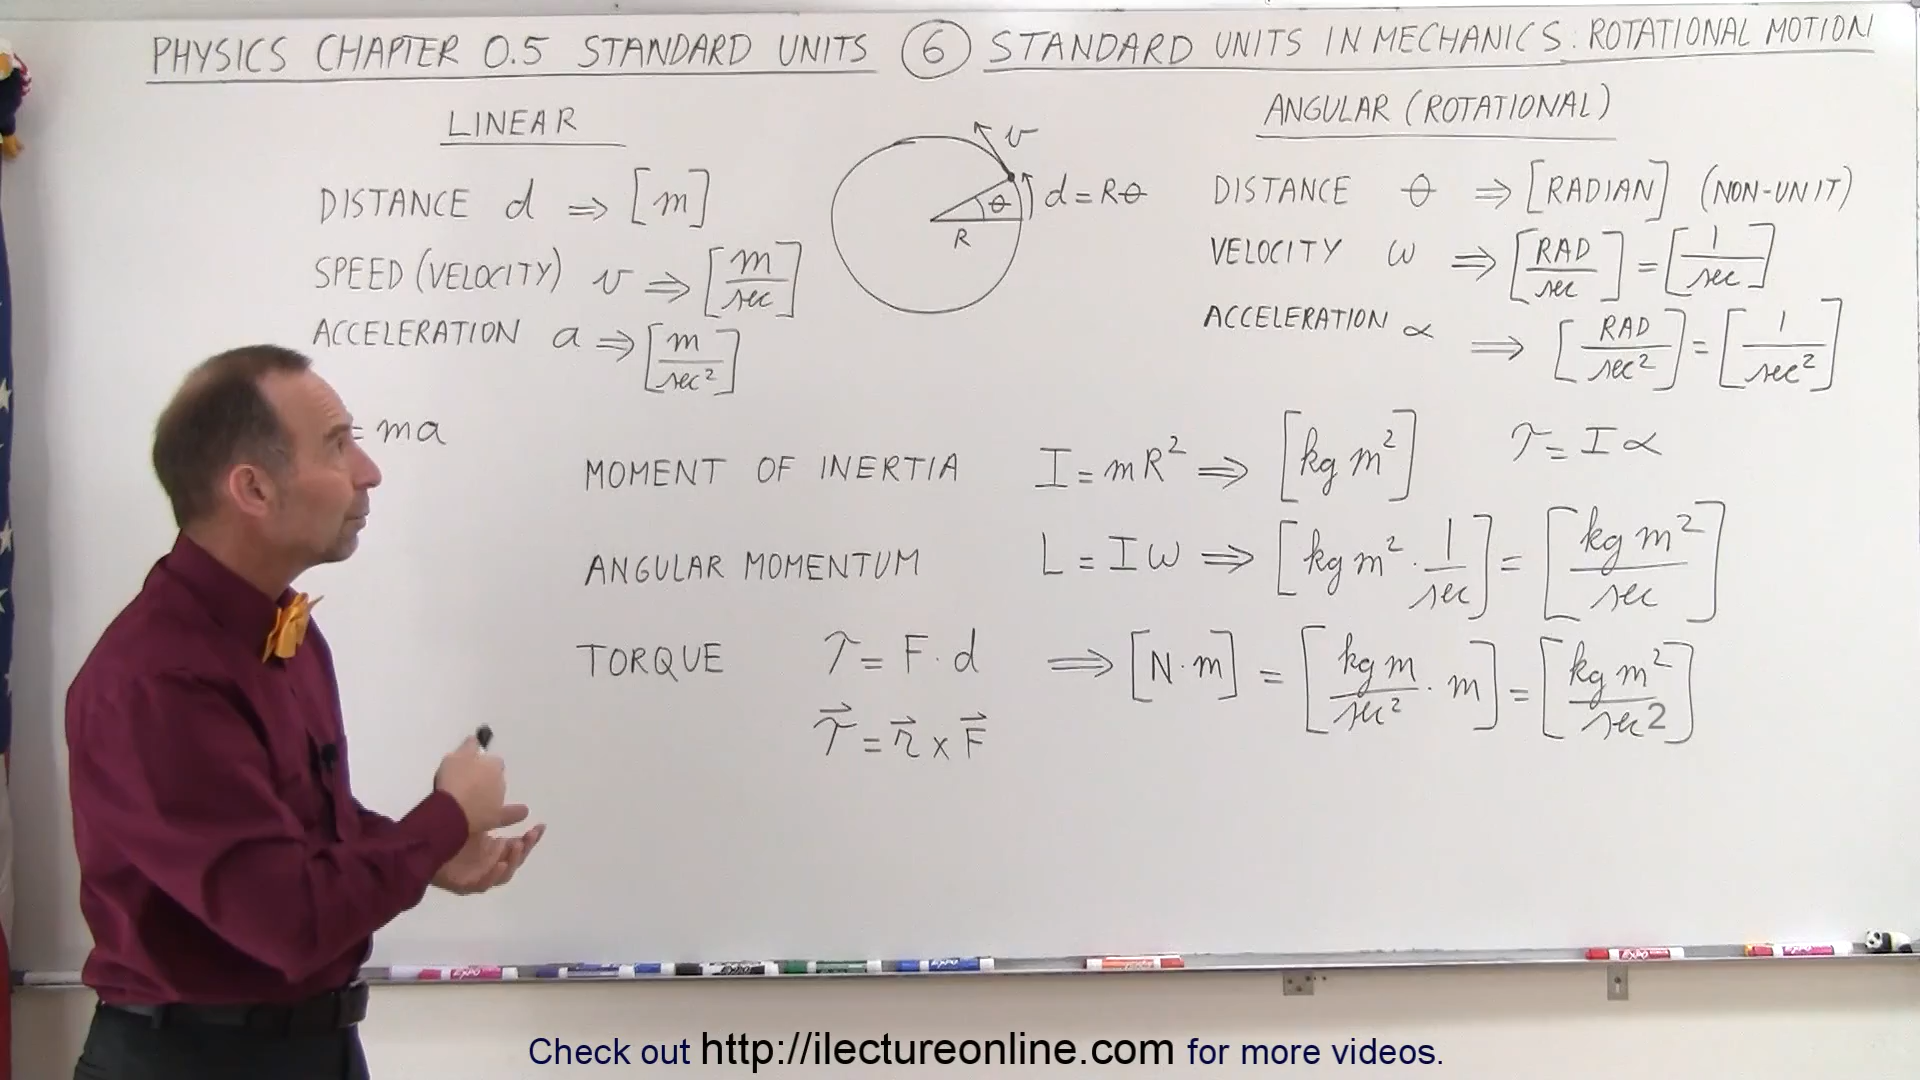 PHYSICS CHAPTER 0.5 STANDARD UNITS ⑥ STANDARD UNITS IN MECHANICS: ROTATIONAL MOTION
LINEAR
DISTANCE d ⇒ [m]
SPEED (VELOCITY) v ⇒ [m/sec]
ACCELERATION a ⇒ [m/sec²]
= ma
v
θ
R
d = Rθ
ANGULAR (ROTATIONAL)
DISTANCE θ ⇒ [RADIAN] (NON-UNIT)
VELOCITY ω ⇒ [RAD/sec] = [1/sec]
ACCELERATION α ⇒ [RAD/sec²] = [1/sec²]
MOMENT OF INERTIA I = mR² ⇒ [kg m²] τ = I α
ANGULAR MOMENTUM L = I ω ⇒ [kg m² · 1/sec] = [kg m²/sec]
TORQUE τ = F · d ⇒ [N · m] = [kg m/sec² · m] = [kg m²/sec²]
τ⃗ = r⃗ × F⃗
Check out http://ilectureonline.com for more videos.